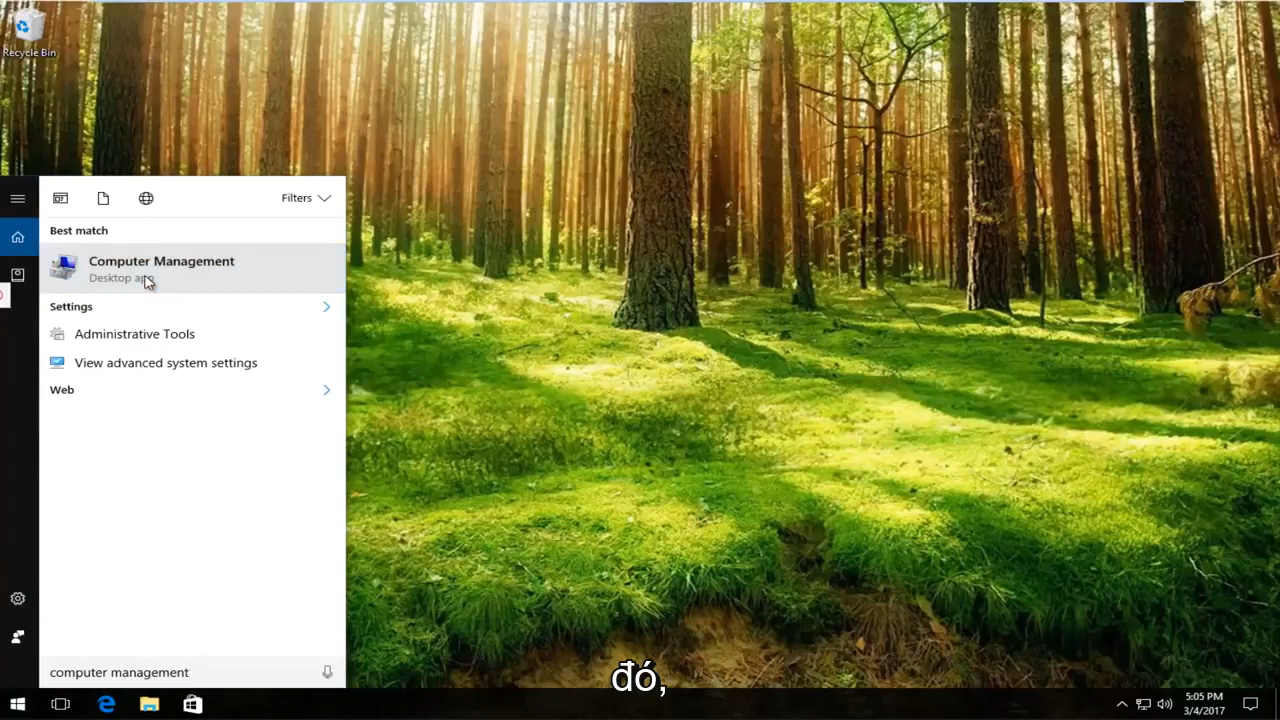 Recycle Bin
Filters
Best match
Computer Management
Desktop app
Settings
Administrative Tools
View advanced system settings
Web
computer management
đó,
5:05 PM
3/4/2017